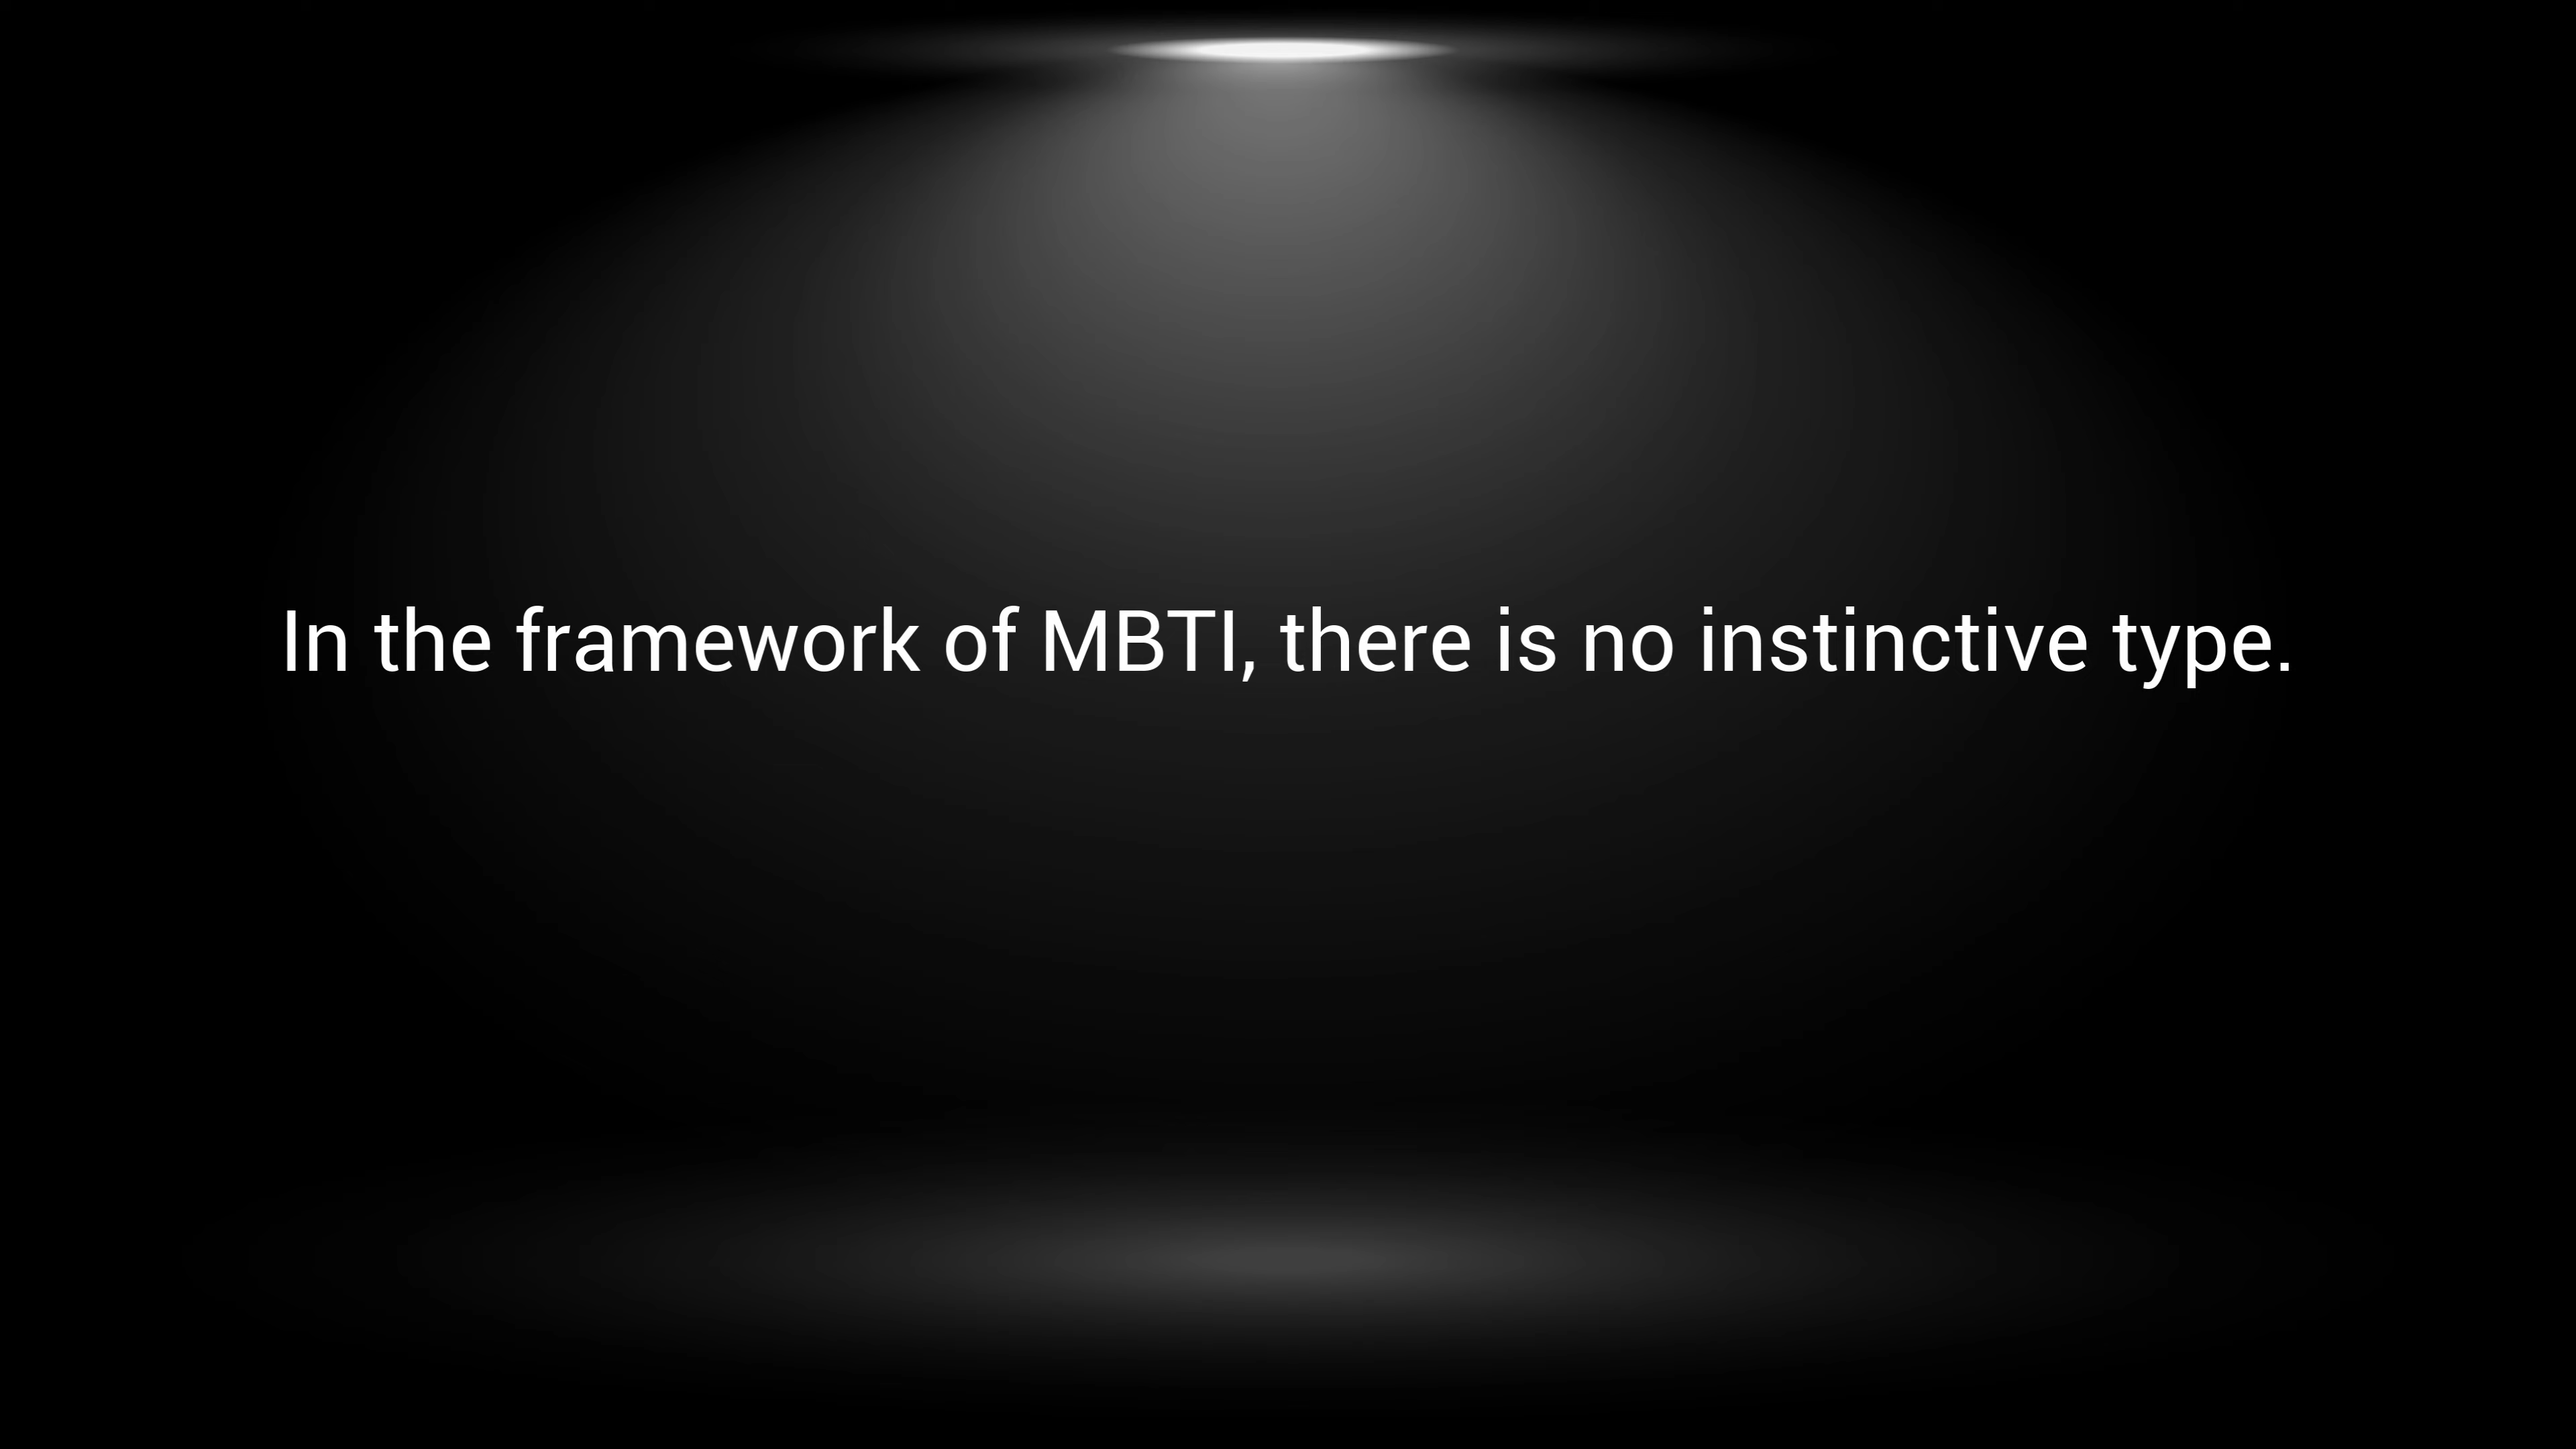 In the framework of MBTI, there is no instinctive type.